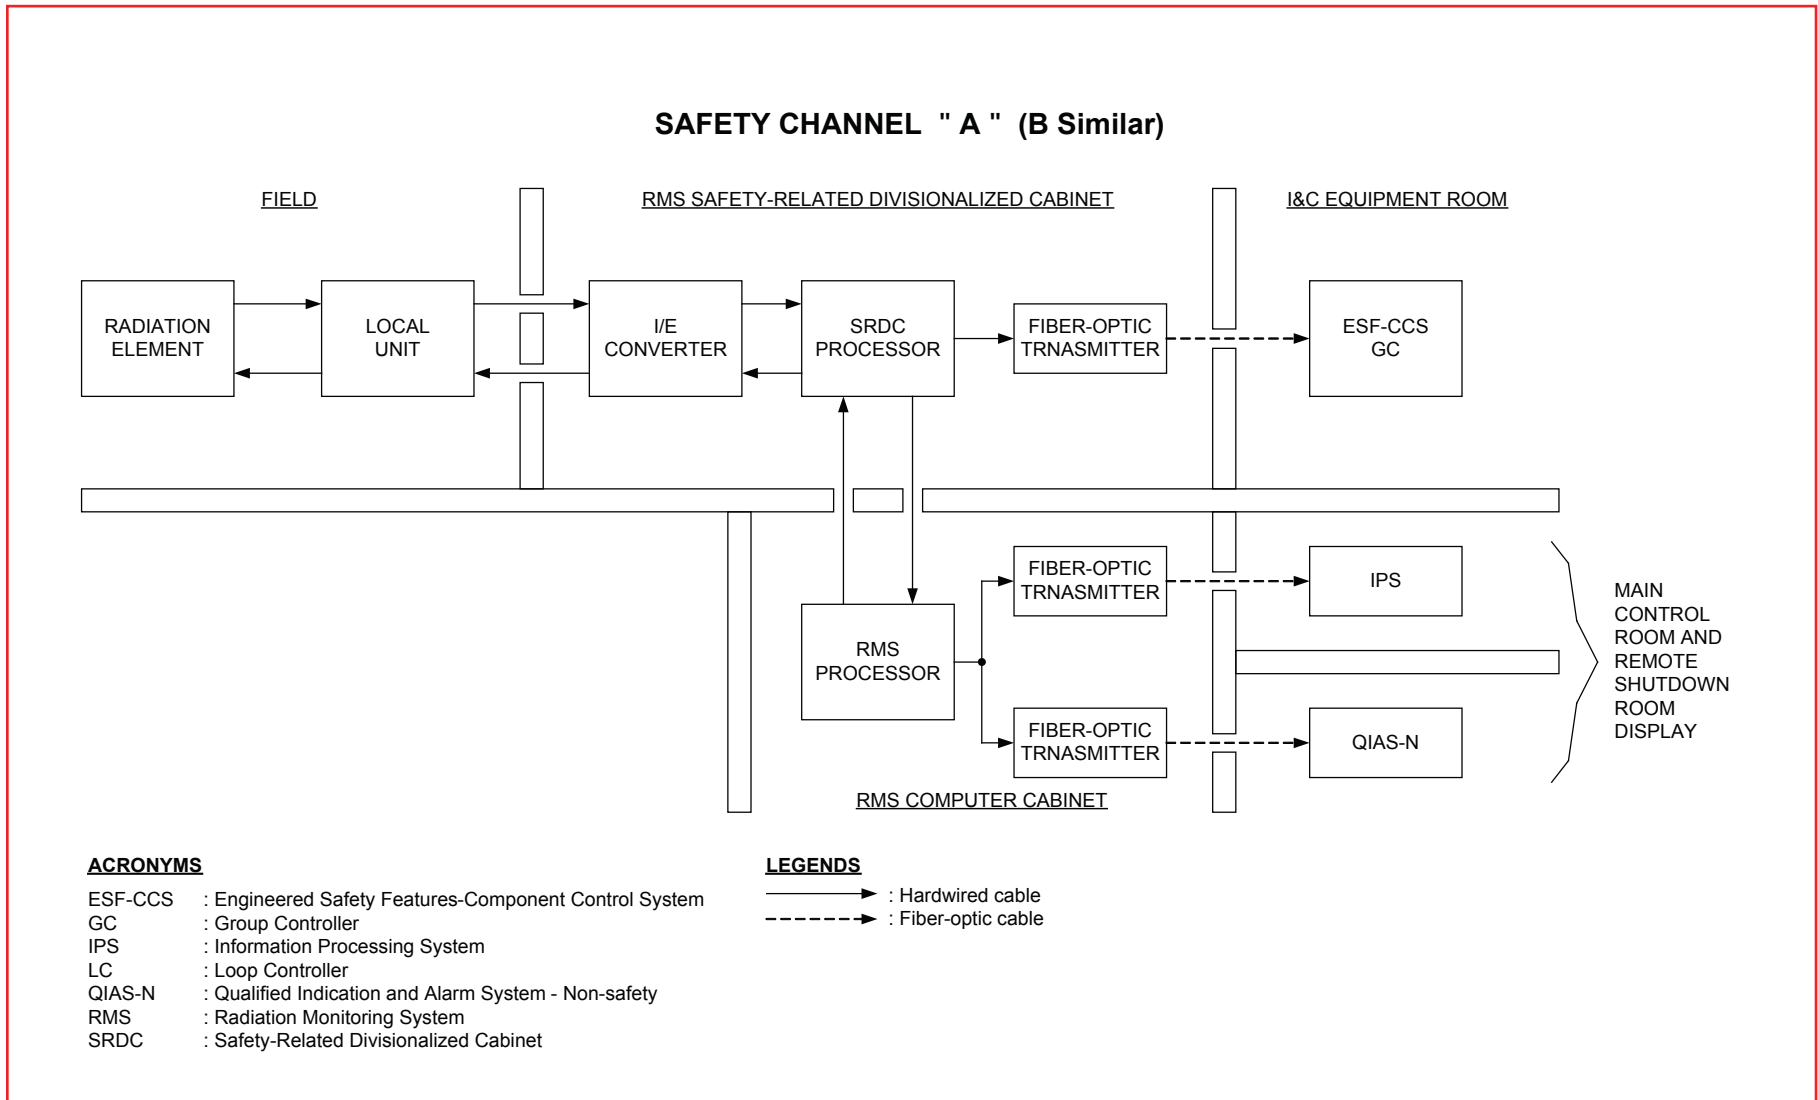 SAFETY CHANNEL " A " (B Similar)
FIELD
RMS SAFETY-RELATED DIVISIONALIZED CABINET
I&C EQUIPMENT ROOM
RADIATION
ELEMENT
LOCAL
UNIT
I/E
CONVERTER
SRDC
PROCESSOR
FIBER-OPTIC
TRNASMITTER
ESF-CCS
GC
FIBER-OPTIC
TRNASMITTER
IPS
RMS
PROCESSOR
FIBER-OPTIC
TRNASMITTER
QIAS-N
MAIN
CONTROL
ROOM AND
REMOTE
SHUTDOWN
ROOM
DISPLAY
RMS COMPUTER CABINET
ACRONYMS
ESF-CCS : Engineered Safety Features-Component Control System
GC : Group Controller
IPS : Information Processing System
LC : Loop Controller
QIAS-N : Qualified Indication and Alarm System - Non-safety
RMS : Radiation Monitoring System
SRDC : Safety-Related Divisionalized Cabinet
LEGENDS
: Hardwired cable
: Fiber-optic cable